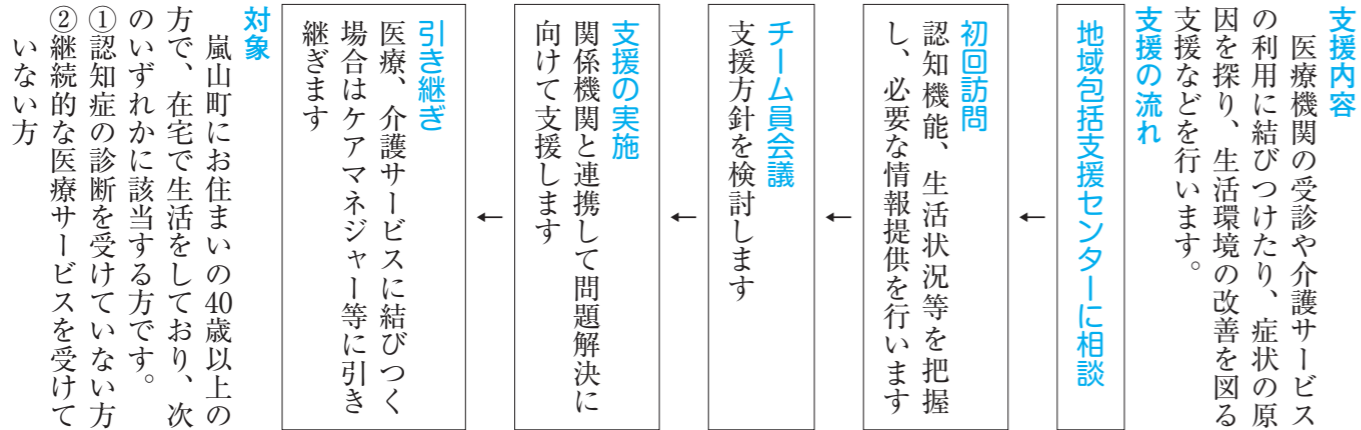 支援内容
医療機関の受診や介護サービス
の利用に結びつけたり、症状の原
因を探り、生活環境の改善を図る
支援などを行います。
支援の流れ
地域包括支援センターに相談
←
初回訪問
認知機能、生活状況等を把握
し、必要な情報提供を行います
←
チーム員会議
支援方針を検討します
←
支援の実施
関係機関と連携して問題解決に
向けて支援します
←
引き継ぎ
医療、介護サービスに結びつく
場合はケアマネジャー等に引き
継ぎます
対象
嵐山町にお住まいの40歳以上の
方で、在宅で生活をしており、次
のいずれかに該当する方です。
①認知症の診断を受けていない方
②継続的な医療サービスを受けて
いない方